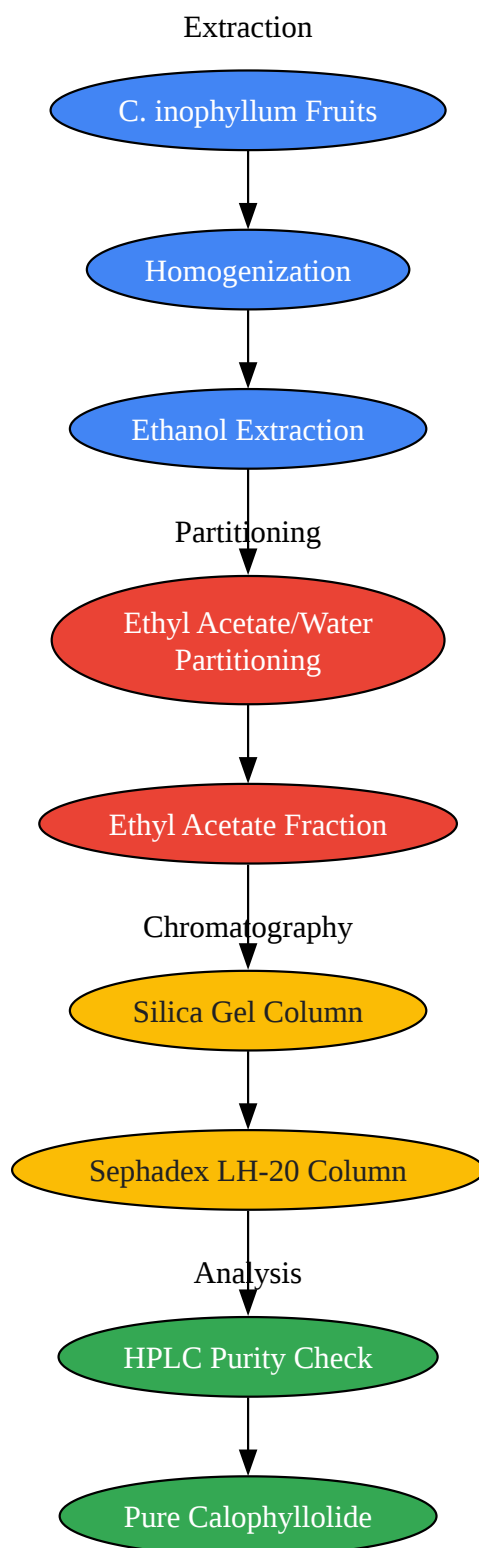 Extraction
C. inophyllum Fruits
Homogenization
Ethanol Extraction
Partitioning
Ethyl Acetate/Water
Partitioning
Ethyl Acetate Fraction
Chromatography
Silica Gel Column
Sephadex LH-20 Column
Analysis
HPLC Purity Check
Pure Calophyllolide